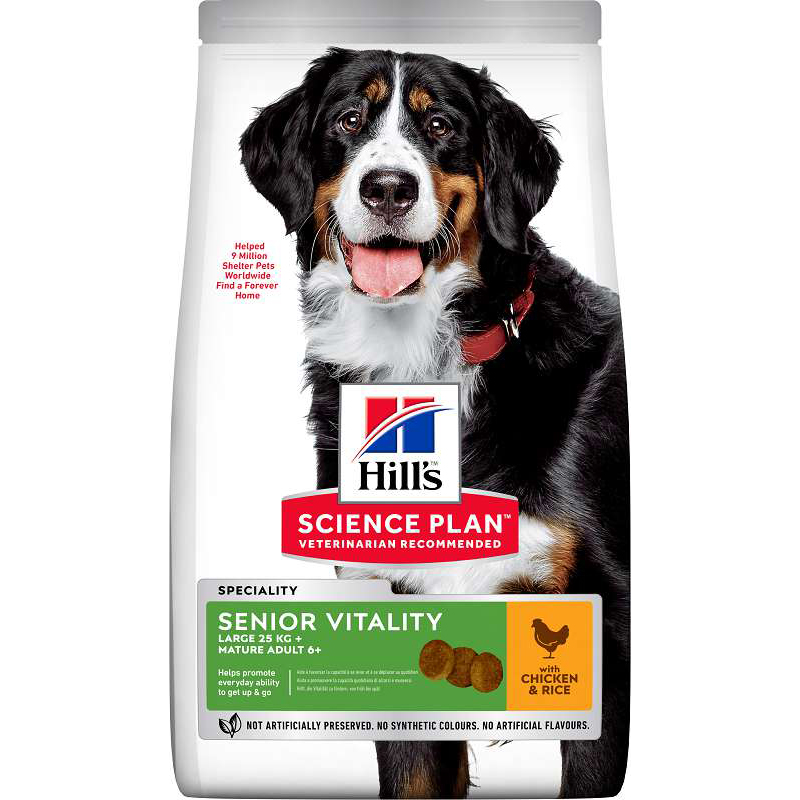 Helped
9 Million
Shelter Pets
Worldwide
Find a Forever
Home
Hill's™
SCIENCE PLAN™
VETERINARIAN RECOMMENDED
SPECIALITY
SENIOR VITALITY
LARGE 25 KG +
MATURE ADULT 6+
Helps promote
everyday ability
to get up & go
with
CHICKEN
& RICE
NOT ARTIFICIALLY PRESERVED. NO SYNTHETIC COLOURS. NO ARTIFICIAL FLAVOURS.